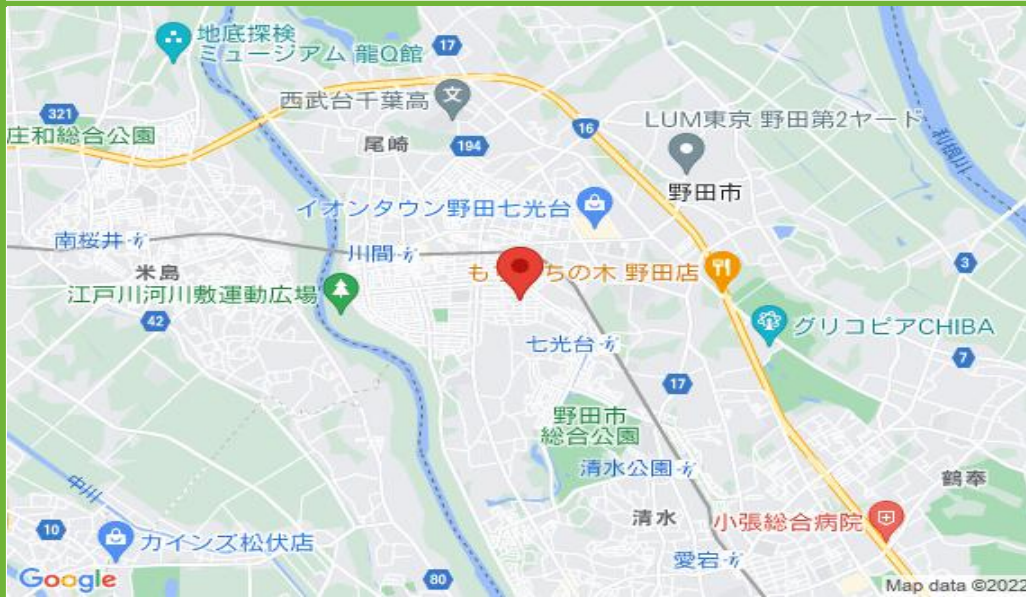 地底探検
ミュージアム 龍Q館
17
西武台千葉高
321
庄和総合公園
16
LUM東京 野田第2ヤード
利根川
尾崎
194
野田市
イオンタウン野田七光台
南桜井
川間
米島
も
ちの木 野田店
3
江戸川河川敷運動広場
42
グリコピアCHIBA
七光台
7
17
野田市
総合公園
清水公園
鶴奉
中川
清水
小張総合病院
10
カインズ松伏店
愛宕
80
Google
Map data ©2022